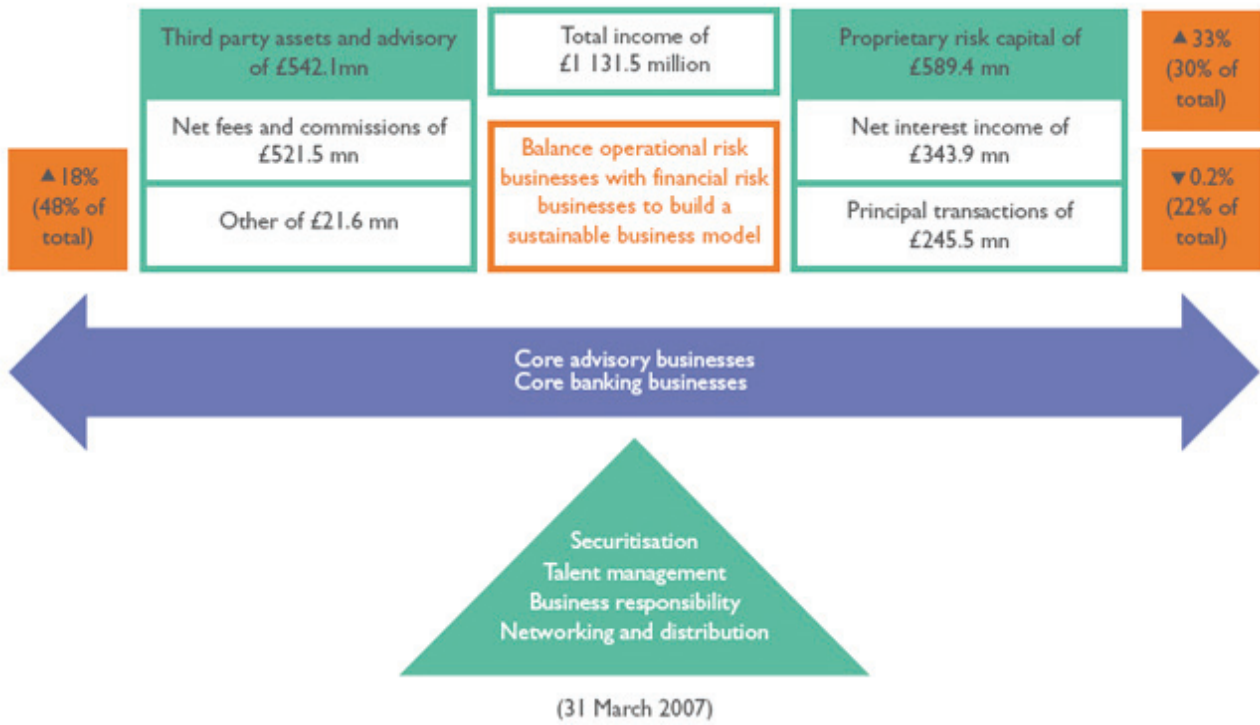 Third party assets and advisory
of £542.1mn
Net fees and commissions of
£521.5 mn
Other of £21.6 mn
▲ 18%
(48% of
total)
Total income of
£1 131.5 million
Balance operational risk
businesses with financial risk
businesses to build a
sustainable business model
Proprietary risk capital of
£589.4 mn
Net interest income of
£343.9 mn
Principal transactions of
£245.5 mn
▲ 33%
(30% of
total)
▼ 0.2%
(22% of
total)
Core advisory businesses
Core banking businesses
Securitisation
Talent management
Business responsibility
Networking and distribution
(31 March 2007)